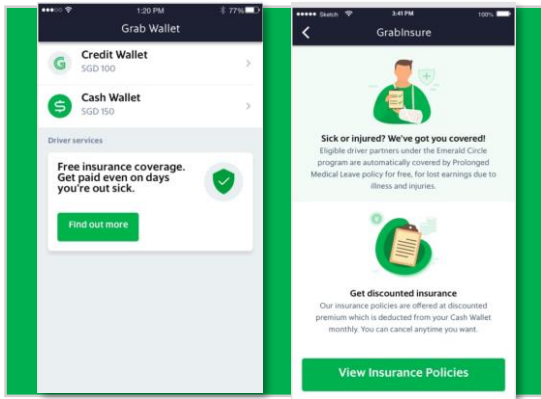 1:20 PM
77%
Grab Wallet
Credit Wallet
SGD 100
Cash Wallet
SGD 150
Driver services
Free insurance coverage.
Get paid even on days
you're out sick.
Find out more
Sketch
3:41 PM
100%
GrabInsure
Sick or injured? We've got you covered!
Eligible driver partners under the Emerald Circle
program are automatically covered by Prolonged
Medical Leave policy for free, for lost earnings due to
illness and injuries.
Get discounted insurance
Our insurance policies are offered at discounted
premium which is deducted from your Cash Wallet
monthly. You can cancel anytime you want.
View Insurance Policies